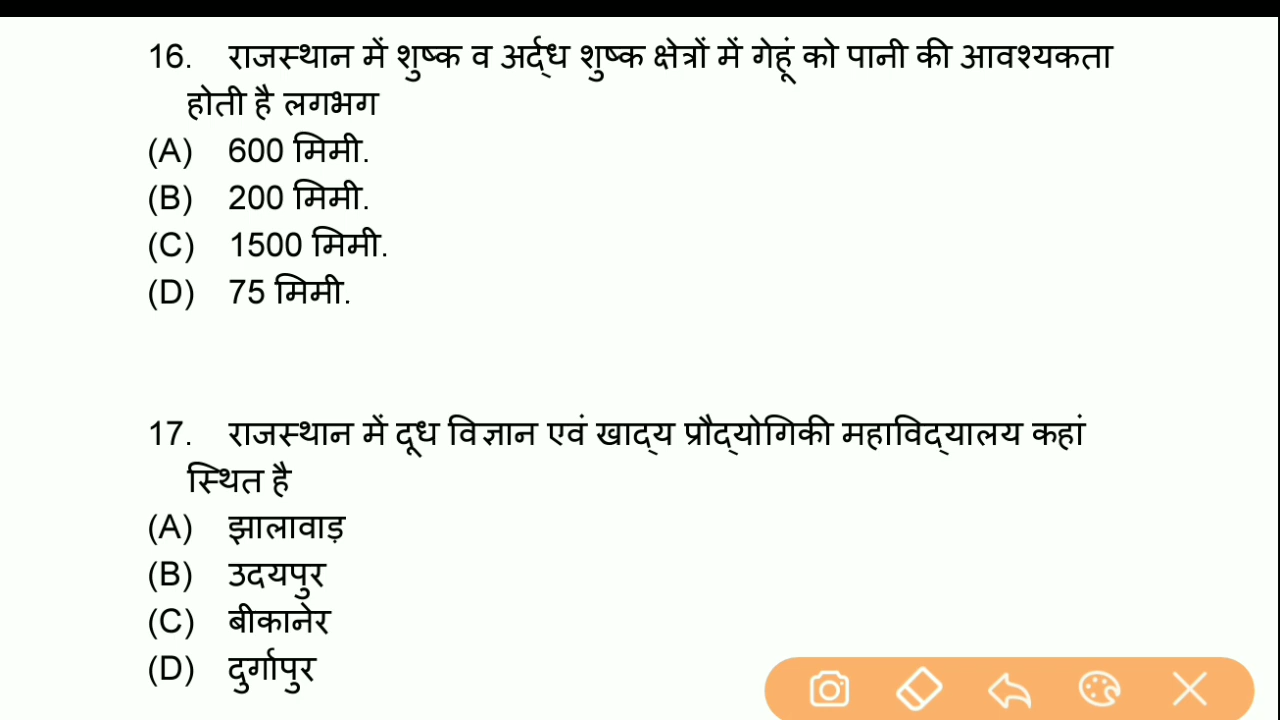 16. राजस्थान में शुष्क व अर्द्ध शुष्क क्षेत्रों में गेहूं को पानी की आवश्यकता
होती है लगभग
(A) 600 मिमी.
(B) 200 मिमी.
(C) 1500 मिमी.
(D) 75 मिमी.
17. राजस्थान में दूध विज्ञान एवं खाद्य प्रौद्योगिकी महाविद्यालय कहां
स्थित है
(A) झालावाड़
(B) उदयपुर
(C) बीकानेर
(D) दुर्गापुर